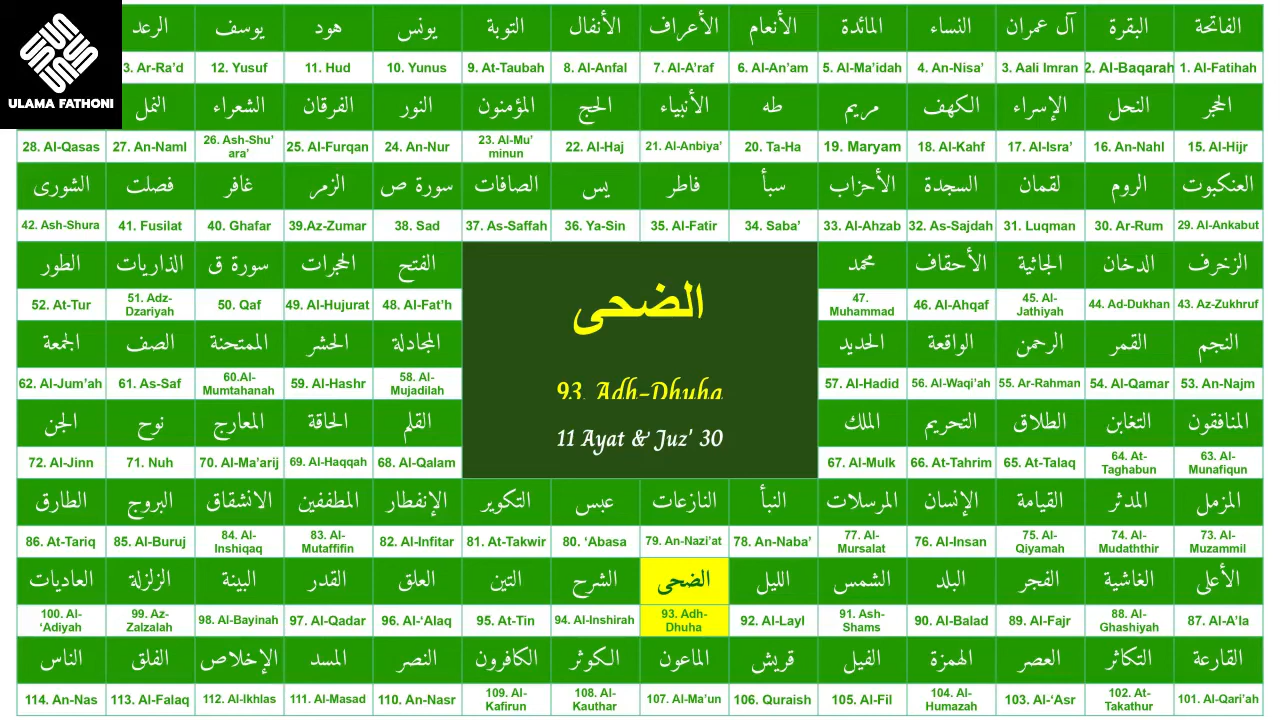 ULAMA FATHONI
الفاتحة البقرة آل عمران النساء المائدة الأنعام الأعراف الأنفال التوبة يونس هود يوسف الرعد
1. Al-Fatihah 2. Al-Baqarah 3. Aali Imran 4. An-Nisa’ 5. Al-Ma’idah 6. Al-An’am 7. Al-A’raf 8. Al-Anfal 9. At-Taubah 10. Yunus 11. Hud 12. Yusuf 3. Ar-Ra’d
الحجر النحل الإسراء الكهف مريم طه الأنبياء الحج المؤمنون النور الفرقان الشعراء النمل
15. Al-Hijr 16. An-Nahl 17. Al-Isra’ 18. Al-Kahf 19. Maryam 20. Ta-Ha 21. Al-Anbiya’ 22. Al-Haj 23. Al-Mu’ minun 24. An-Nur 25. Al-Furqan 26. Ash-Shu’ ara’ 27. An-Naml 28. Al-Qasas
العنكبوت الروم لقمان السجدة الأحزاب سبأ فاطر يس الصافات سورة ص الزمر غافر فصلت الشورى
29. Al-Ankabut 30. Ar-Rum 31. Luqman 32. As-Sajdah 33. Al-Ahzab 34. Saba’ 35. Al-Fatir 36. Ya-Sin 37. As-Saffah 38. Sad 39.Az-Zumar 40. Ghafar 41. Fusilat 42. Ash-Shura
الزخرف الدخان الجاثية الأحقاف محمد الفتح الحجرات سورة ق الذاريات الطور
43. Az-Zukhruf 44. Ad-Dukhan 45. Al-Jathiyah 46. Al-Ahqaf 47. Muhammad 48. Al-Fat’h 49. Al-Hujurat 50. Qaf 51. Adz-Dzariyah 52. At-Tur
النجم القمر الرحمن الواقعة الحديد المجادلة الحشر الممتحنة الصف الجمعة
53. An-Najm 54. Al-Qamar 55. Ar-Rahman 56. Al-Waqi’ah 57. Al-Hadid 58. Al-Mujadilah 59. Al-Hashr 60.Al-Mumtahanah 61. As-Saf 62. Al-Jum’ah
المنافقون التغابن الطلاق التحريم الملك القلم الحاقة المعارج نوح الجن
63. Al-Munafiqun 64. At-Taghabun 65. At-Talaq 66. At-Tahrim 67. Al-Mulk 68. Al-Qalam 69. Al-Haqqah 70. Al-Ma’arij 71. Nuh 72. Al-Jinn
الضحى
93. Adh-Dhuha
11 Ayat & Juz’ 30
المزمل المدثر القيامة الإنسان المرسلات النبأ النازعات عبس التكوير الإنفطار المطففين الانشقاق البروج الطارق
73. Al-Muzammil 74. Al-Mudaththir 75. Al-Qiyamah 76. Al-Insan 77. Al-Mursalat 78. An-Naba’ 79. An-Nazi’at 80. ‘Abasa 81. At-Takwir 82. Al-Infitar 83. Al-Mutaffifin 84. Al-Inshiqaq 85. Al-Buruj 86. At-Tariq
الأعلى الغاشية الفجر البلد الشمس الليل الضحى الشرح التين العلق القدر البينة الزلزلة العاديات
87. Al-A’la 88. Al-Ghashiyah 89. Al-Fajr 90. Al-Balad 91. Ash-Shams 92. Al-Layl 93. Adh-Dhuha 94. Al-Inshirah 95. At-Tin 96. Al-‘Alaq 97. Al-Qadar 98. Al-Bayinah 99. Az-Zalzalah 100. Al-‘Adiyah
القارعة التكاثر العصر الهمزة الفيل قريش الماعون الكوثر الكافرون النصر المسد الإخلاص الفلق الناس
101. Al-Qari’ah 102. At-Takathur 103. Al-‘Asr 104. Al-Humazah 105. Al-Fil 106. Quraish 107. Al-Ma’un 108. Al-Kauthar 109. Al-Kafirun 110. An-Nasr 111. Al-Masad 112. Al-Ikhlas 113. Al-Falaq 114. An-Nas